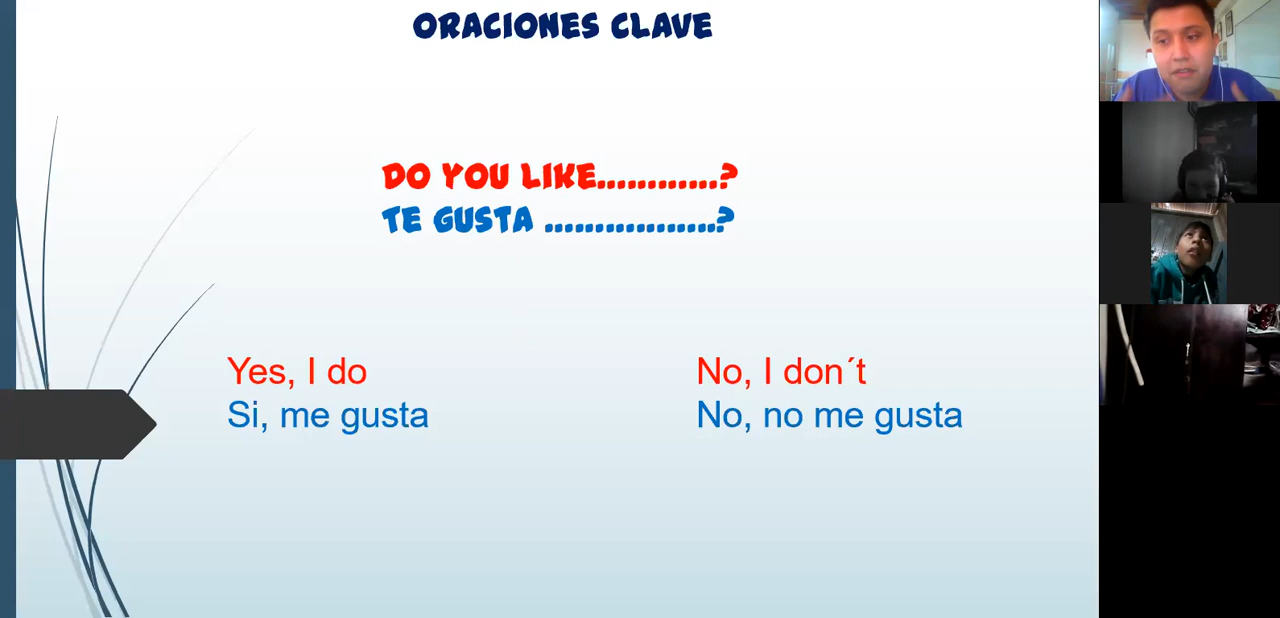 ORACIONES CLAVE
DO YOU LIKE............?
TE GUSTA .................?
Yes, I do
Si, me gusta
No, I don´t
No, no me gusta